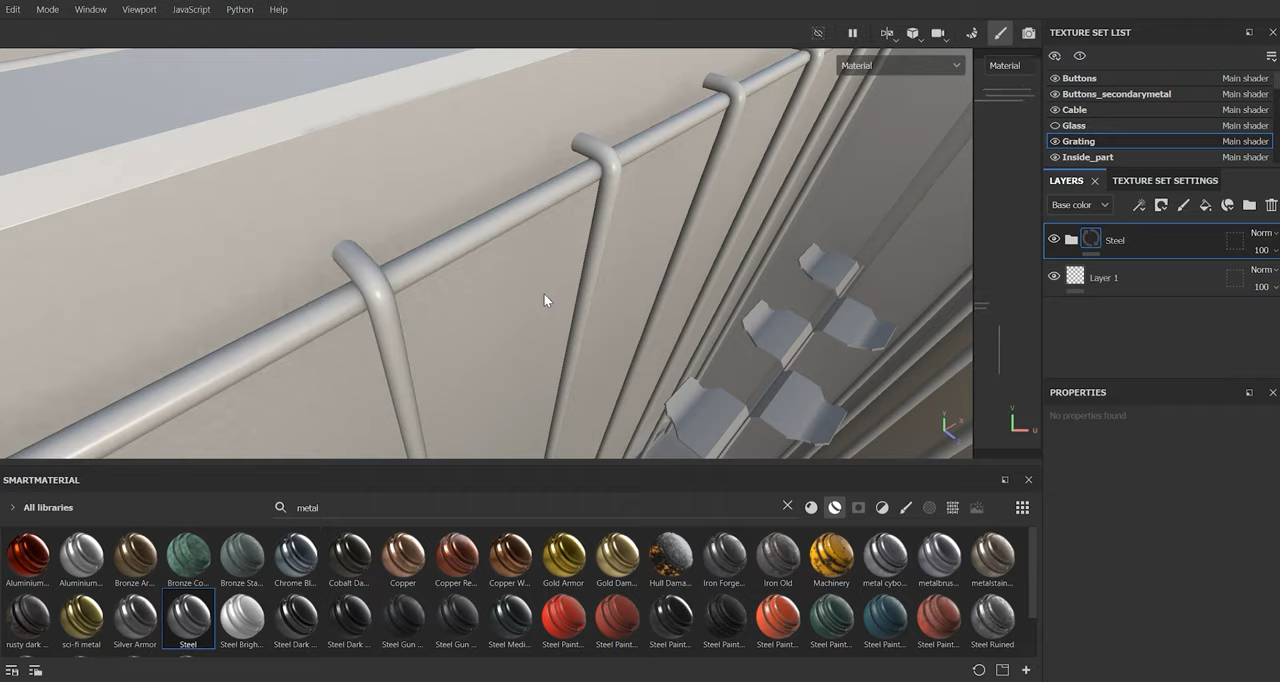 Edit Mode Window Viewport JavaScript Python Help
Material
Material
TEXTURE SET LIST
Buttons Main shader
Buttons_secondarymetal Main shader
Cable Main shader
Glass Main shader
Grating Main shader
Inside_part Main shader
LAYERS TEXTURE SET SETTINGS
Base color
Steel Norm
100
Layer 1 Norm
100
PROPERTIES
No properties found
Y
X
Z
V
U
SMARTMATERIAL
All libraries metal
Aluminium... Aluminium... Bronze Ar... Bronze Co... Bronze Sta... Chrome Bl... Cobalt Da... Copper Copper Re... Copper W... Gold Armor Gold Dam... Hull Dama... Iron Forge... Iron Old Machinery metal cybo... metalbrus... metalstain...
rusty dark ... sci-fi metal Silver Armor Steel Steel Brigh... Steel Dark ... Steel Dark ... Steel Gun ... Steel Gun ... Steel Medi... Steel Paint... Steel Paint... Steel Paint... Steel Paint... Steel Paint... Steel Paint... Steel Paint... Steel Paint... Steel Ruined